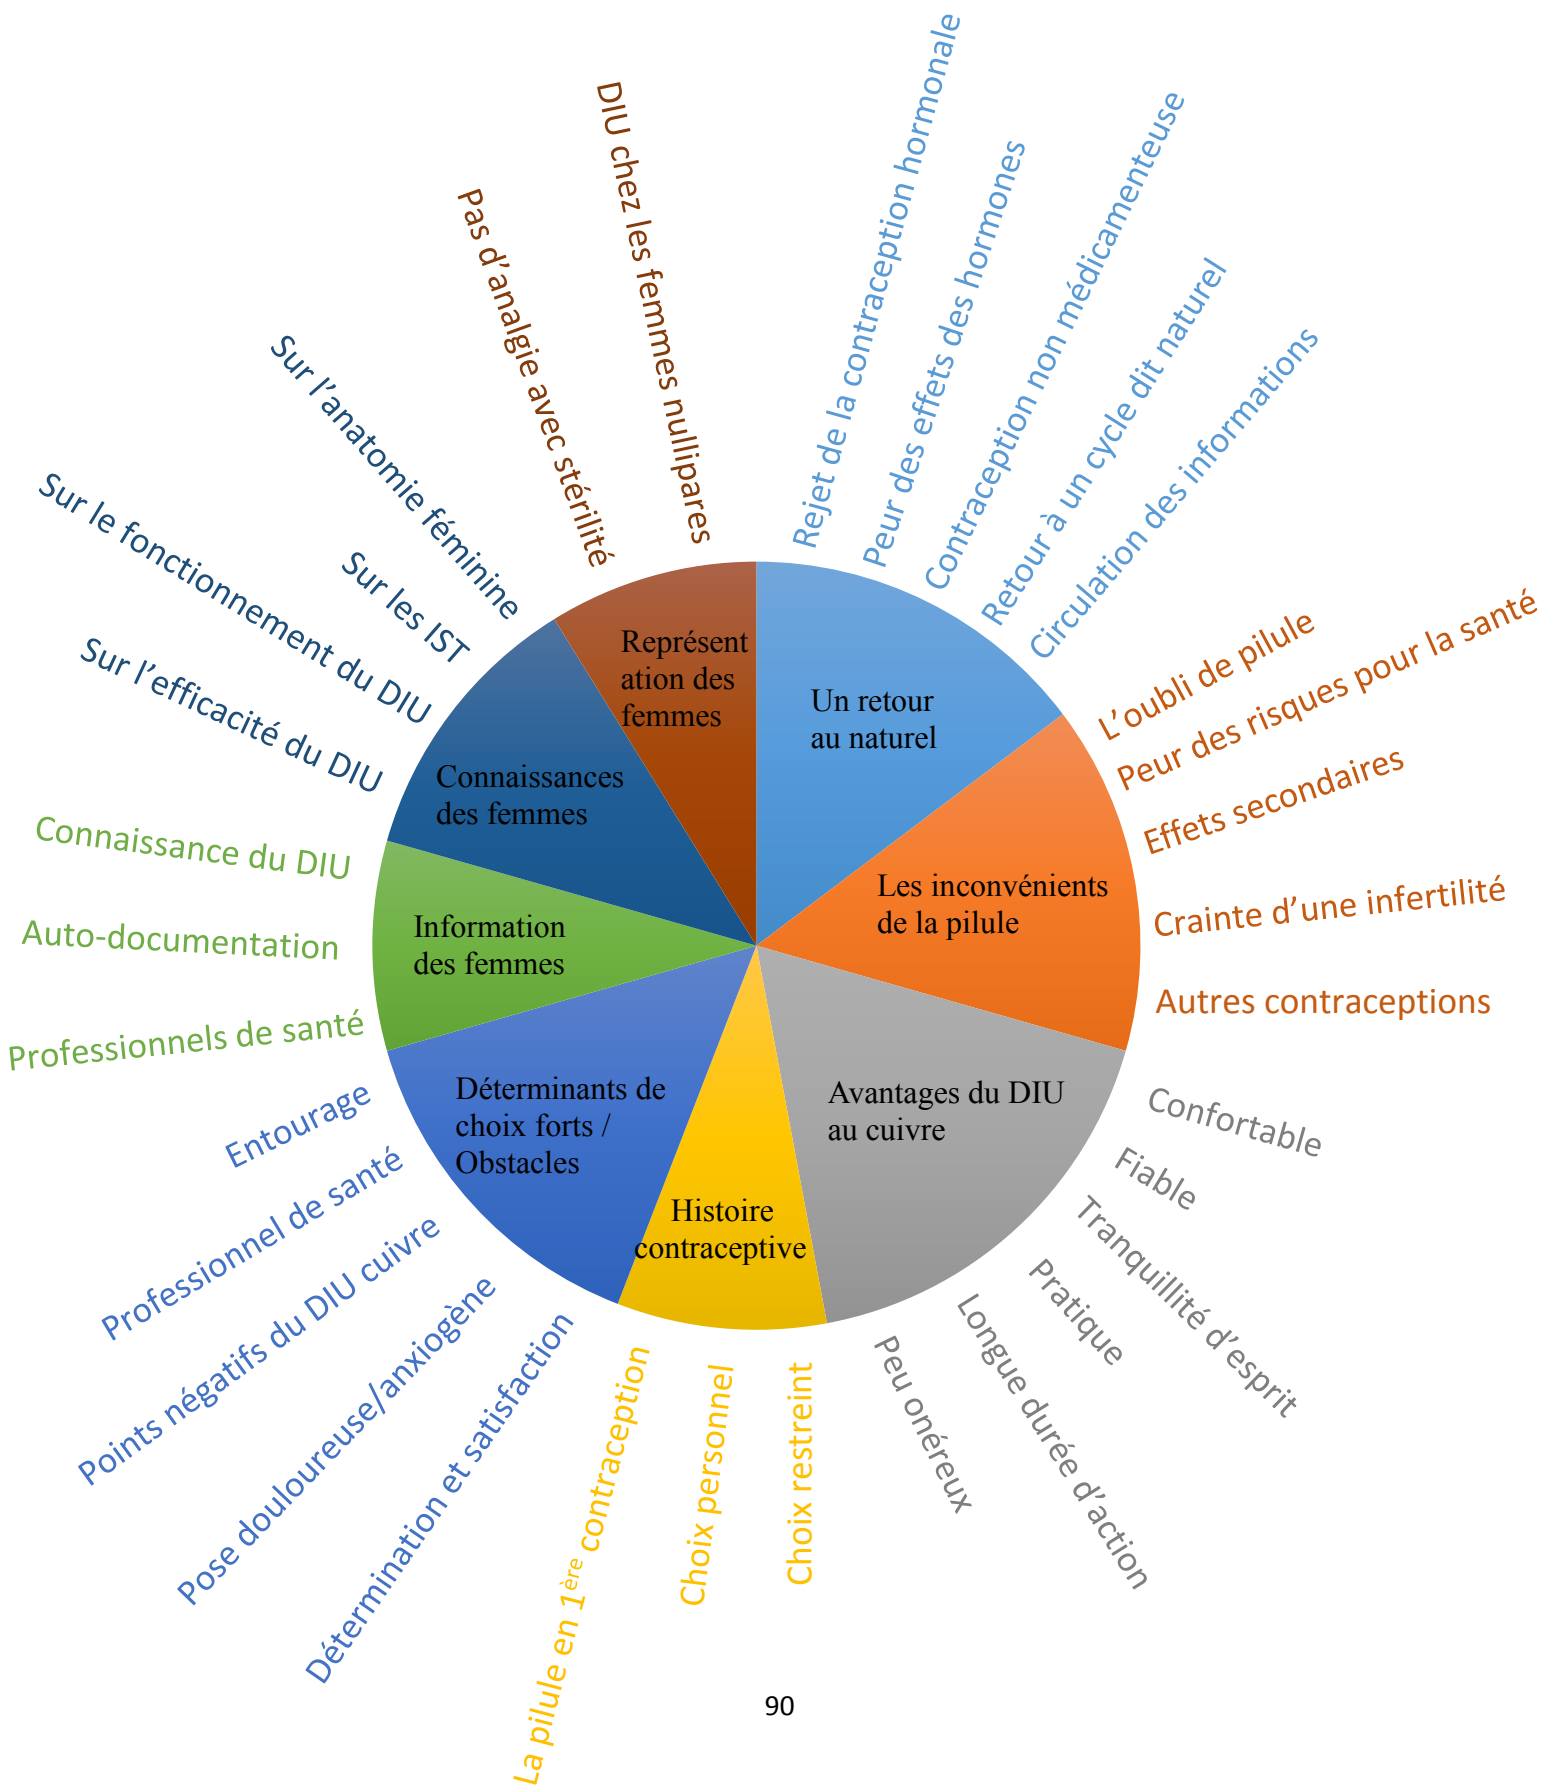 Rejet de la contraception hormonale
Peur des effets des hormones
Contraception non médicamenteuse
Retour à un cycle dit naturel
Circulation des informations
Un retour
au naturel
L'oubli de pilule
Peur des risques pour la santé
Effets secondaires
Crainte d'une infertilité
Autres contraceptions
Les inconvénients
de la pilule
Confortable
Fiable
Tranquillité d'esprit
Pratique
Longue durée d'action
Peu onéreux
Avantages du DIU
au cuivre
Choix restreint
Choix personnel
La pilule en 1ère contraception
Histoire
contraceptive
Détermination et satisfaction
Pose douloureuse/anxiogène
Points négatifs du DIU cuivre
Professionnel de santé
Entourage
Déterminants de
choix forts /
Obstacles
Professionnels de santé
Auto-documentation
Connaissance du DIU
Information
des femmes
Sur l'efficacité du DIU
Sur le fonctionnement du DIU
Sur les IST
Sur l'anatomie féminine
Connaissances
des femmes
Pas d'analgie avec stérilité
DIU chez les femmes nullipares
Représent
ation des
femmes
90